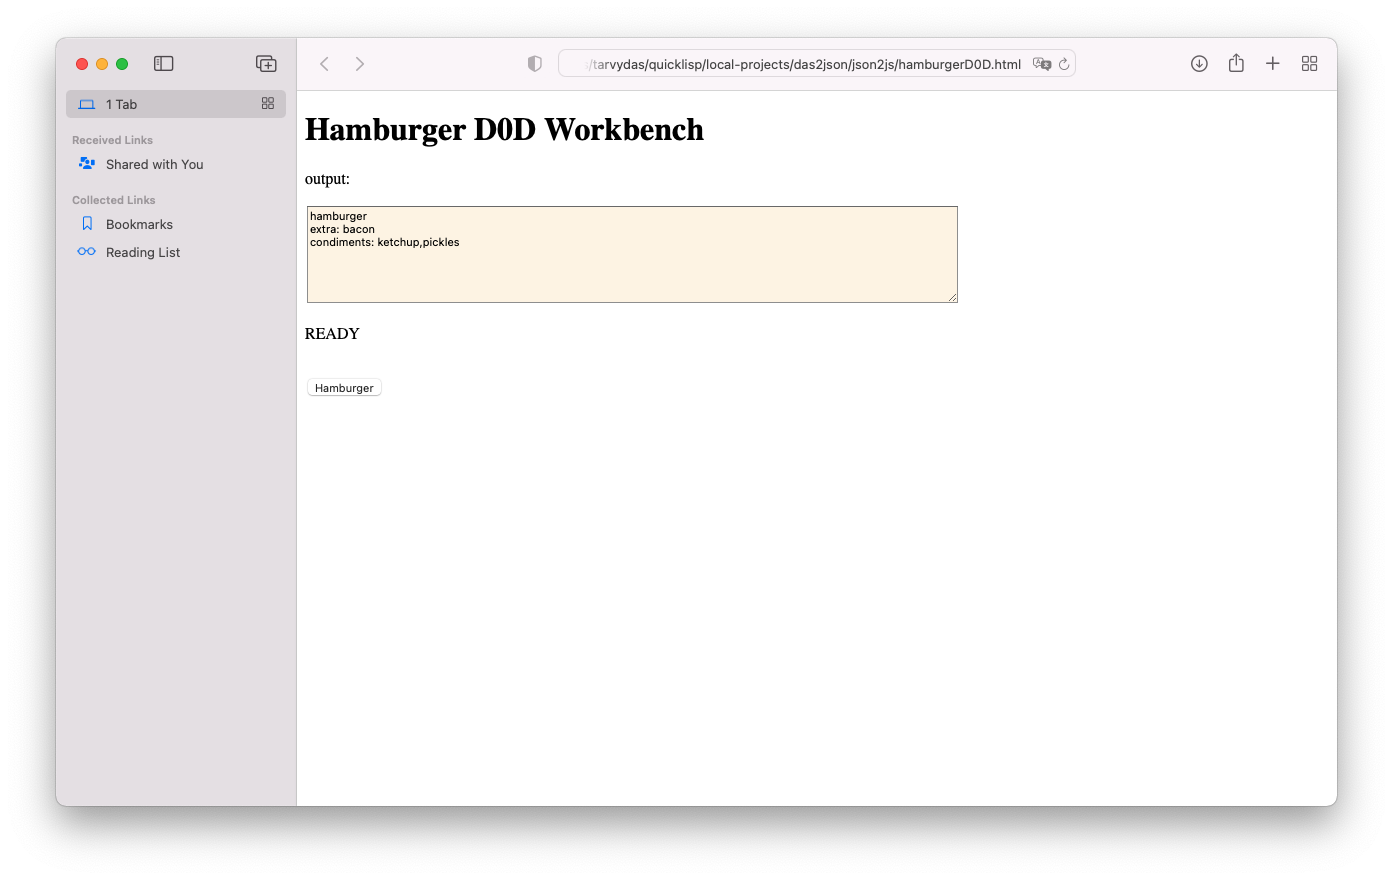 /tarvydas/quicklisp/local-projects/das2json/json2js/hamburgerD0D.html
1 Tab
Received Links
Shared with You
Collected Links
Bookmarks
Reading List
Hamburger D0D Workbench
output:
hamburger
extra: bacon
condiments: ketchup,pickles
READY
Hamburger